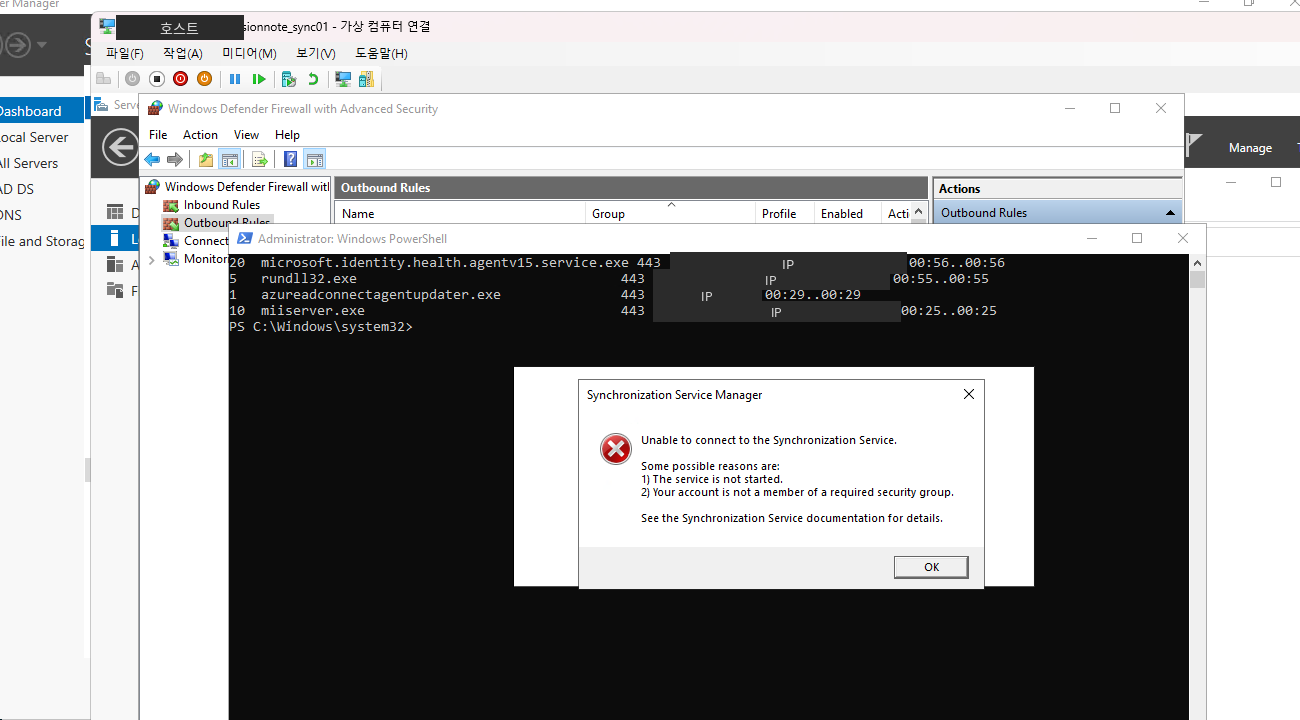 er Manager
호스트
sionnote_sync01 - 가상 컴퓨터 연결
파일(F) 작업(A) 미디어(M) 보기(V) 도움말(H)
Dashboard
ocal Server
All Servers
AD DS
DNS
ile and Storag
Serve
Manage
Windows Defender Firewall with Advanced Security
File Action View Help
Windows Defender Firewall witl
Inbound Rules
Outbound Rules
Connect
Monitor
Outbound Rules
Name Group Profile Enabled Acti
Actions
Outbound Rules
Administrator: Windows PowerShell
20 microsoft.identity.health.agentv15.service.exe 443 IP 00:56..00:56
5 rundll32.exe 443 IP 00:55..00:55
1 azureadconnectagentupdater.exe 443 IP 00:29..00:29
10 miiserver.exe 443 IP 00:25..00:25
PS C:\Windows\system32>
Synchronization Service Manager
Unable to connect to the Synchronization Service.
Some possible reasons are:
1) The service is not started.
2) Your account is not a member of a required security group.
See the Synchronization Service documentation for details.
OK